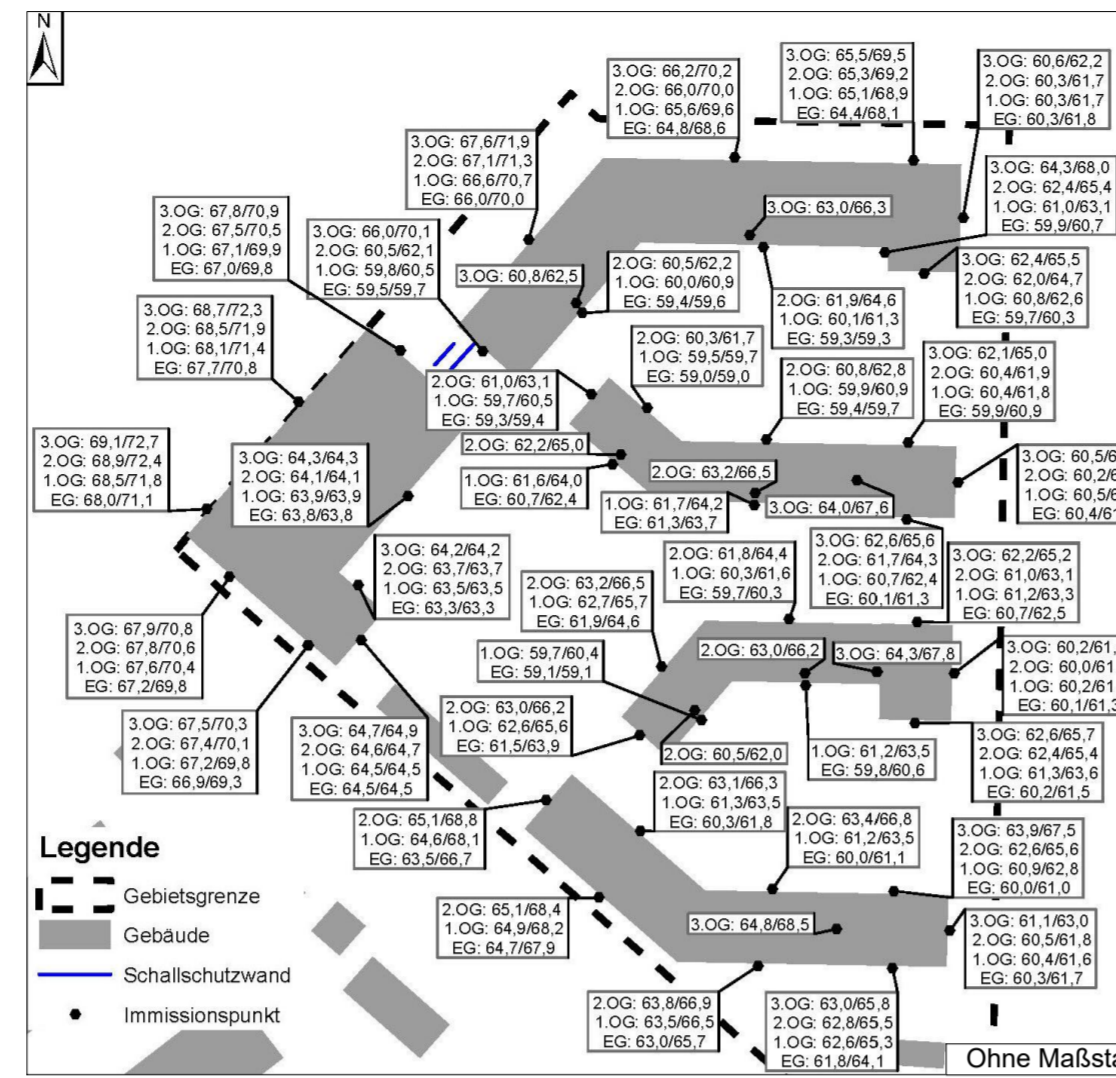 N
3.OG: 66,2/70,2
2.OG: 66,0/70,0
1.OG: 65,6/69,6
EG: 64,8/68,6
3.OG: 65,5/69,5
2.OG: 65,3/69,2
1.OG: 65,1/68,9
EG: 64,4/68,1
3.OG: 60,6/62,2
2.OG: 60,3/61,7
1.OG: 60,3/61,7
EG: 60,3/61,8
3.OG: 67,6/71,9
2.OG: 67,1/71,3
1.OG: 66,6/70,7
EG: 66,0/70,0
3.OG: 64,3/68,0
2.OG: 62,4/65,4
1.OG: 61,0/63,1
EG: 59,9/60,7
3.OG: 67,8/70,9
2.OG: 67,5/70,5
1.OG: 67,1/69,9
EG: 67,0/69,8
3.OG: 66,0/70,1
2.OG: 60,5/62,1
1.OG: 59,8/60,5
EG: 59,5/59,7
3.OG: 63,0/66,3
3.OG: 60,8/62,5
2.OG: 60,5/62,2
1.OG: 60,0/60,9
EG: 59,4/59,6
3.OG: 62,4/65,5
2.OG: 62,0/64,7
1.OG: 60,8/62,6
EG: 59,7/60,3
3.OG: 68,7/72,3
2.OG: 68,5/71,9
1.OG: 68,1/71,4
EG: 67,7/70,8
2.OG: 61,9/64,6
1.OG: 60,1/61,3
EG: 59,3/59,3
2.OG: 60,3/61,7
1.OG: 59,5/59,7
EG: 59,0/59,0
2.OG: 61,0/63,1
1.OG: 59,7/60,5
EG: 59,3/59,4
2.OG: 60,8/62,8
1.OG: 59,9/60,9
EG: 59,4/59,7
3.OG: 62,1/65,0
2.OG: 60,4/61,9
1.OG: 60,4/61,8
EG: 59,9/60,9
3.OG: 69,1/72,7
2.OG: 68,9/72,4
1.OG: 68,5/71,8
EG: 68,0/71,1
3.OG: 64,3/64,3
2.OG: 64,1/64,1
1.OG: 63,9/63,9
EG: 63,8/63,8
2.OG: 62,2/65,0
1.OG: 61,6/64,0
EG: 60,7/62,4
2.OG: 63,2/66,5
1.OG: 61,7/64,2
EG: 61,3/63,7
3.OG: 64,0/67,6
3.OG: 60,5/6
2.OG: 60,2/6
1.OG: 60,5/6
EG: 60,4/61
3.OG: 64,2/64,2
2.OG: 63,7/63,7
1.OG: 63,5/63,5
EG: 63,3/63,3
3.OG: 62,6/65,6
2.OG: 61,7/64,3
1.OG: 60,7/62,4
EG: 60,1/61,3
2.OG: 61,8/64,4
1.OG: 60,3/61,6
EG: 59,7/60,3
3.OG: 62,2/65,2
2.OG: 61,0/63,1
1.OG: 61,2/63,3
EG: 60,7/62,5
2.OG: 63,2/66,5
1.OG: 62,7/65,7
EG: 61,9/64,6
3.OG: 67,9/70,8
2.OG: 67,8/70,6
1.OG: 67,6/70,4
EG: 67,2/69,8
1.OG: 59,7/60,4
EG: 59,1/59,1
2.OG: 63,0/66,2
3.OG: 64,3/67,8
3.OG: 60,2/61,
2.OG: 60,0/61
1.OG: 60,2/61
EG: 60,1/61,3
3.OG: 67,5/70,3
2.OG: 67,4/70,1
1.OG: 67,2/69,8
EG: 66,9/69,3
3.OG: 64,7/64,9
2.OG: 64,6/64,7
1.OG: 64,5/64,5
EG: 64,5/64,5
2.OG: 63,0/66,2
1.OG: 62,6/65,6
EG: 61,5/63,9
2.OG: 60,5/62,0
1.OG: 61,2/63,5
EG: 59,8/60,6
3.OG: 62,6/65,7
2.OG: 62,4/65,4
1.OG: 61,3/63,6
EG: 60,2/61,5
2.OG: 63,1/66,3
1.OG: 61,3/63,5
EG: 60,3/61,8
2.OG: 65,1/68,8
1.OG: 64,6/68,1
EG: 63,5/66,7
2.OG: 63,4/66,8
1.OG: 61,2/63,5
EG: 60,0/61,1
3.OG: 63,9/67,5
2.OG: 62,6/65,6
1.OG: 60,9/62,8
EG: 60,0/61,0
2.OG: 65,1/68,4
1.OG: 64,9/68,2
EG: 64,7/67,9
3.OG: 64,8/68,5
3.OG: 61,1/63,0
2.OG: 60,5/61,8
1.OG: 60,4/61,6
EG: 60,3/61,7
2.OG: 63,8/66,9
1.OG: 63,5/66,5
EG: 63,0/65,7
3.OG: 63,0/65,8
2.OG: 62,8/65,5
1.OG: 62,6/65,3
EG: 61,8/64,1
Legende
Gebietsgrenze
Gebäude
Schallschutzwand
Immissionspunkt
Ohne Maßsta